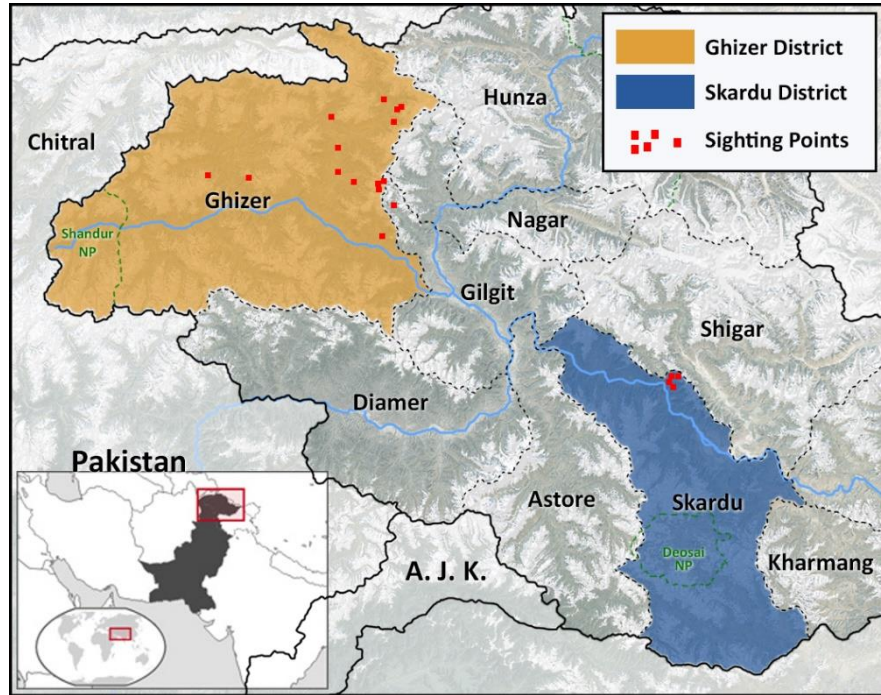 Ghizer District
Skardu District
Sighting Points
Hunza
Chitral
Ghizer
Nagar
Shandur
NP
Gilgit
Shigar
Diamer
Pakistan
Astore
Skardu
Deosai
NP
Kharmang
A. J. K.